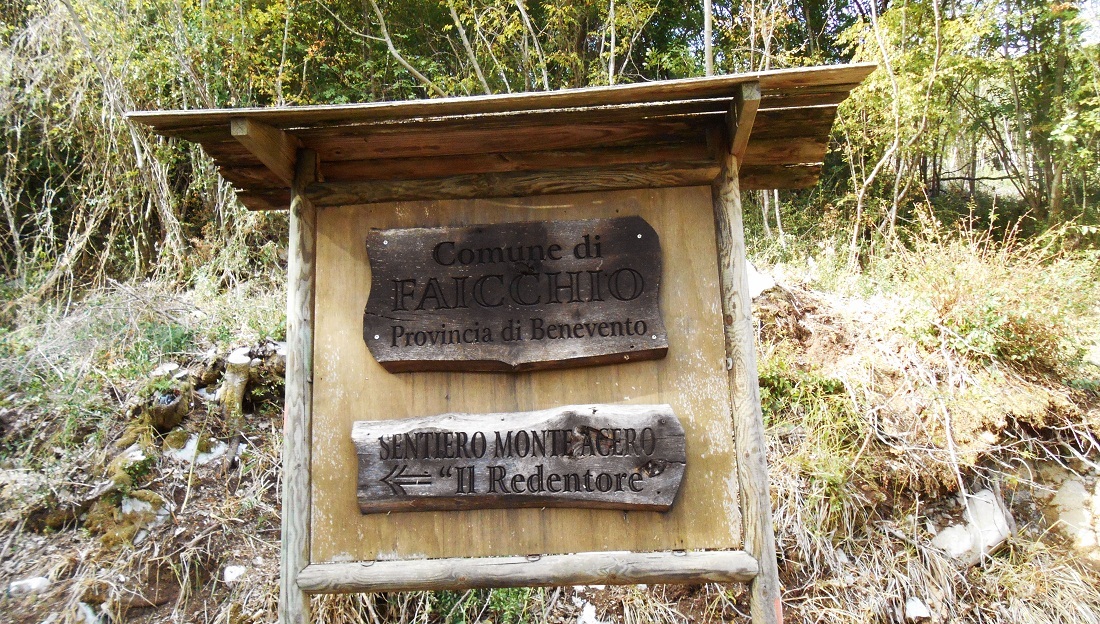 Comune di
FAICCHIO
Provincia di Benevento
SENTIERO MONTE ACERO
"Il Redentore"